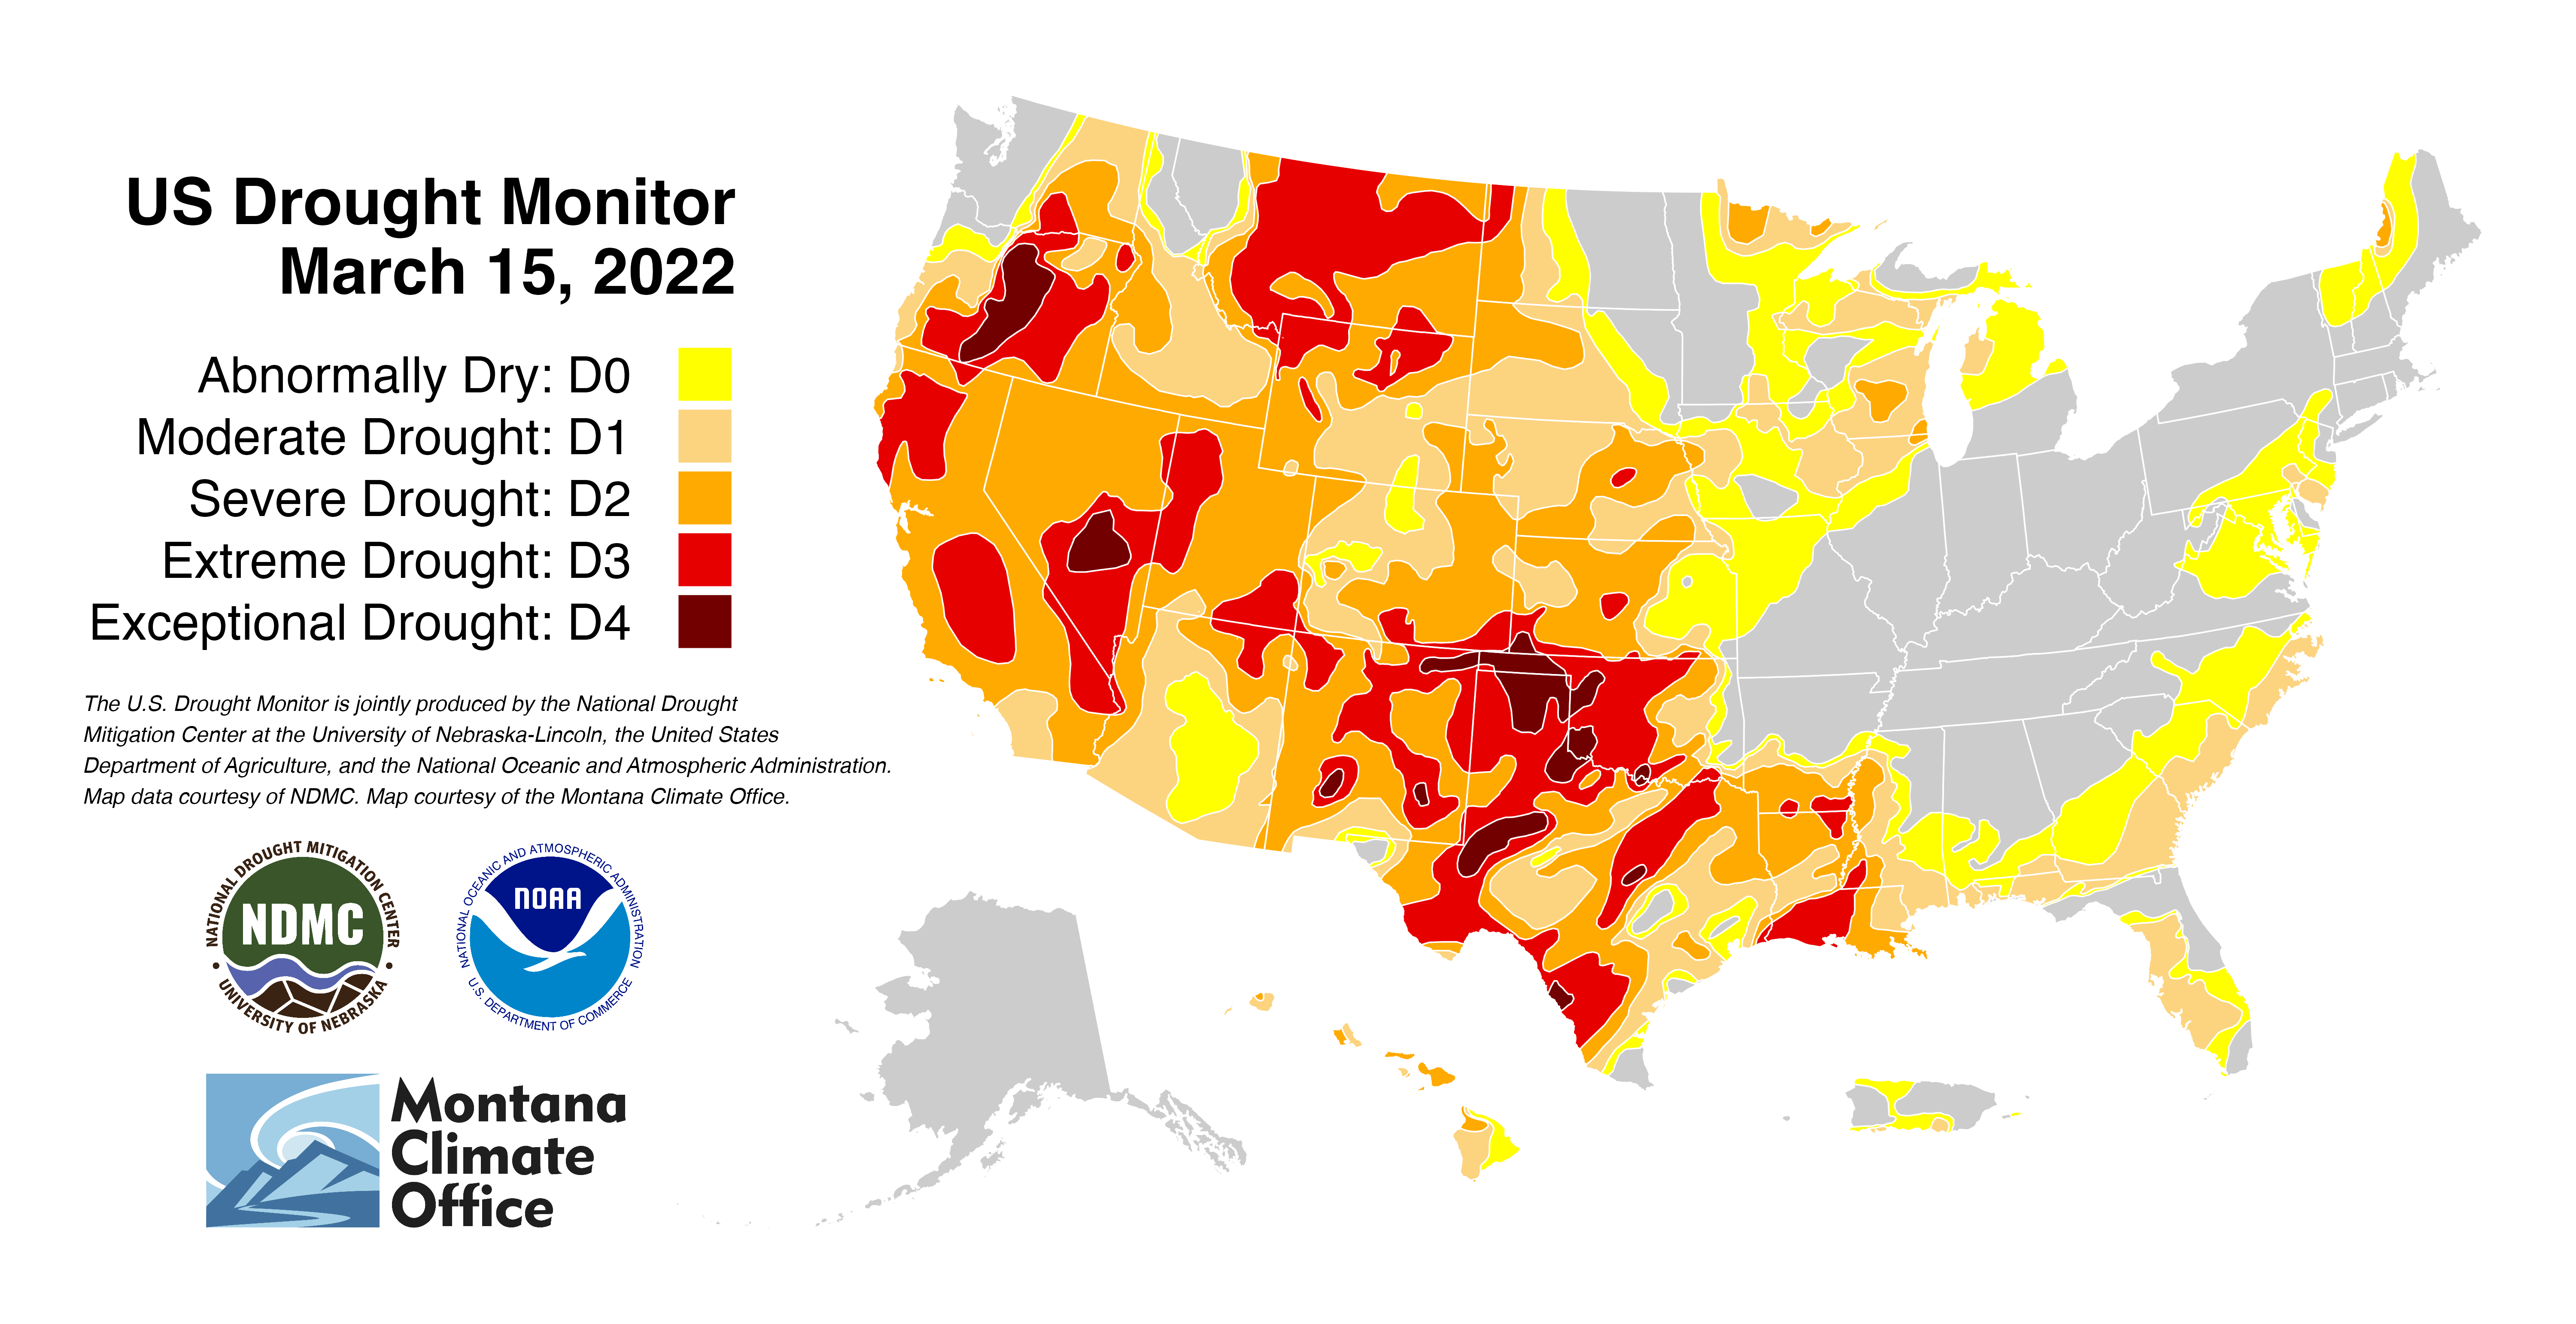 US Drought Monitor
March 15, 2022
Abnormally Dry: D0
Moderate Drought: D1
Severe Drought: D2
Extreme Drought: D3
Exceptional Drought: D4
The U.S. Drought Monitor is jointly produced by the National Drought
Mitigation Center at the University of Nebraska-Lincoln, the United States
Department of Agriculture, and the National Oceanic and Atmospheric Administration.
Map data courtesy of NDMC. Map courtesy of the Montana Climate Office.
NATIONAL DROUGHT MITIGATION CENTER
NDMC
• UNIVERSITY OF NEBRASKA •
NATIONAL OCEANIC AND ATMOSPHERIC ADMINISTRATION
NOAA
U.S. DEPARTMENT OF COMMERCE
Montana
Climate
Office